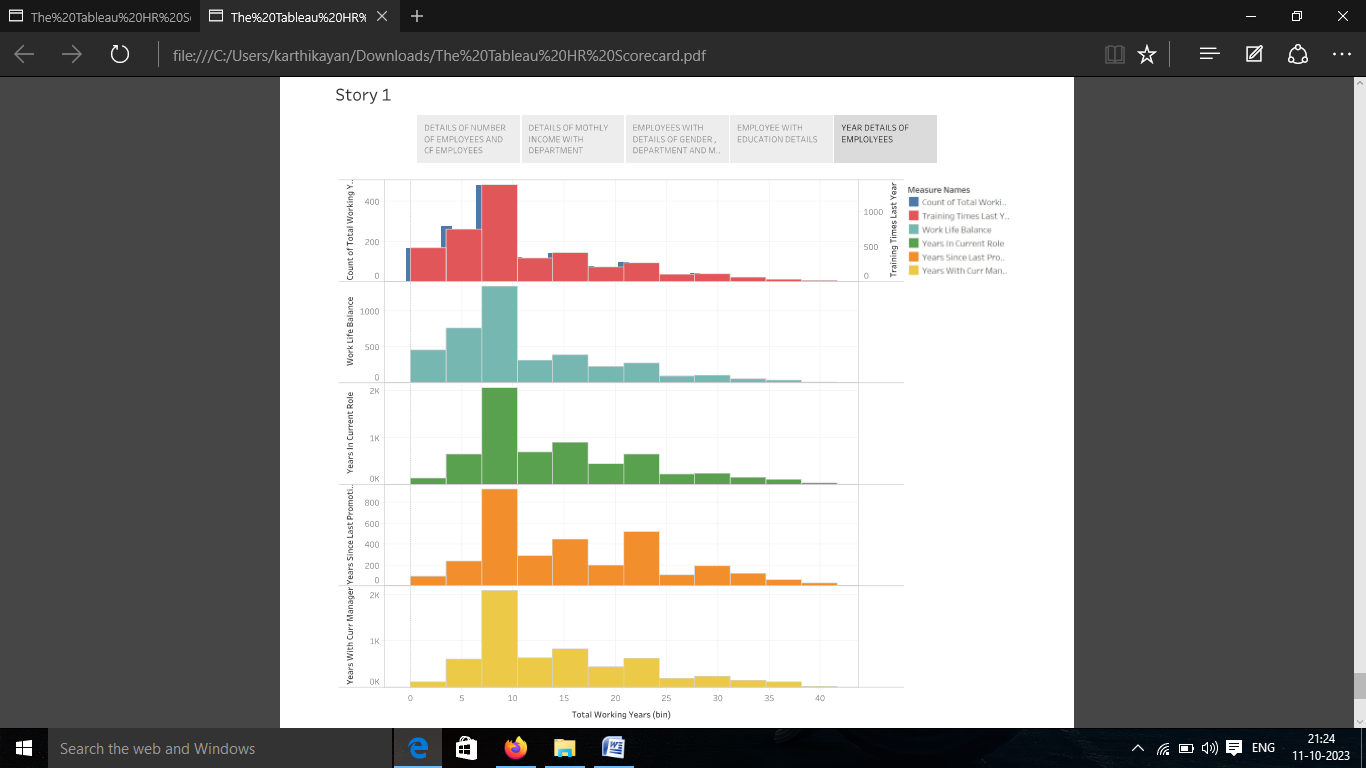 The%20Tableau%20HR%20S
The%20Tableau%20HR%
file:///C:/Users/karthikayan/Downloads/The%20Tableau%20HR%20Scorecard.pdf
Story 1
DETAILS OF NUMBER
OF EMPLOYEES AND
CF EMPLOYEES
DETAILS OF MOTHLY
INCOME WITH
DEPARTMENT
EMPLOYEES WITH
DETAILS OF GENDER ,
DEPARTMENT AND M..
EMPLOYEE WITH
EDUCATION DETAILS
YEAR DETAILS OF
EMPLOLYEES
Count of Total Working Y..
400
200
0
1000
500
0
Training Times Last Year
Measure Names
Count of Total Worki..
Training Times Last Y..
Work Life Balance
Years In Current Role
Years Since Last Pro..
Years With Curr Man..
Work Life Balance
1000
500
0
Years In Current Role
2K
1K
0K
Years Since Last Promoti..
800
600
400
200
0
Years With Curr Manager
2K
1K
0K
0 5 10 15 20 25 30 35 40
Total Working Years (bin)
Search the web and Windows
ENG
21:24
11-10-2023